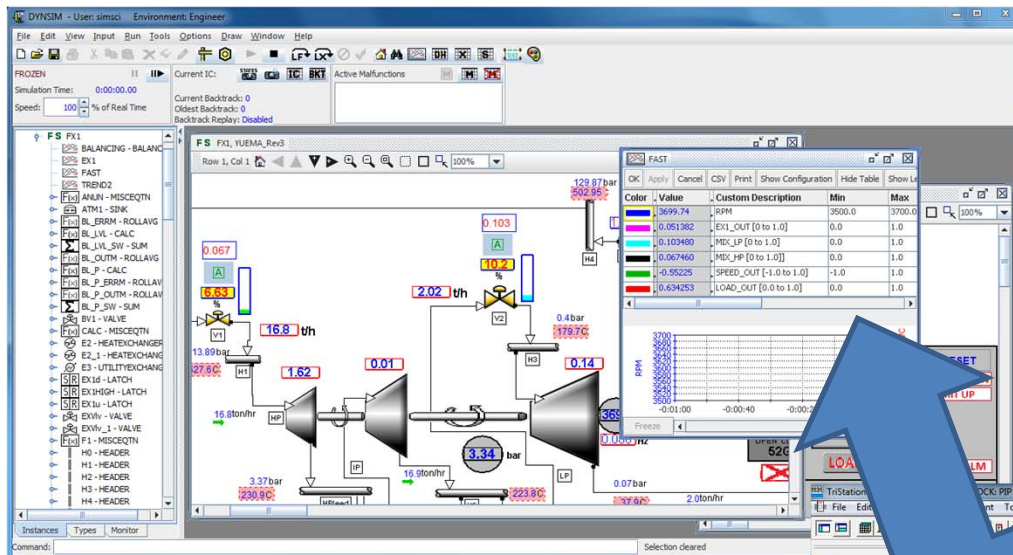 DYNSIM - User: simsci Environment: Engineer
File Edit View Input Run Tools Options Draw Window Help
LF LX DH X S
FROZEN
Simulation Time: 0:00:00.00
Speed: 100 % of Real Time
Current IC:
STATES IC BKT
Current Backtrack: 0
Oldest Backtrack: 0
Backtrack Replay: Disabled
Active Malfunctions
M M M
FS FX1
BALANCING - BALANC
EX1
FAST
TREND2
F(x) ANUN - MISCEQTN
ATM1 - SINK
F(x) BL_ERRM - ROLLAVG
F(x) BL_LVL - CALC
Σ BL_LVL_SW - SUM
F(x) BL_OUTM - ROLLAVG
F(x) BL_P - CALC
F(x) BL_P_ERRM - ROLLAV
F(x) BL_P_OUTM - ROLLAV
Σ BL_P_SW - SUM
BV1 - VALVE
F(x) CALC - MISCEQTN
E2 - HEATEXCHANGER
E2_1 - HEATEXCHANG
E3 - UTILITYEXCHANG
SR EX1d - LATCH
SR EX1HIGH - LATCH
SR EX1u - LATCH
EXVlv - VALVE
EXVlv_1 - VALVE
F(x) F1 - MISCEQTN
H0 - HEADER
H1 - HEADER
H2 - HEADER
H3 - HEADER
H4 - HEADER
Instances Types Monitor
Command:
Selection cleared
FS FX1, YUEMA_Rev3
Row 1, Col 1
100%
129.87 bar
502.95
H4
0.067
A
6.63
%
V1
16.8 t/h
13.89 bar
527.6C
H1
0.103
A
10.2
%
2.02 t/h
V2
0.4bar
179.7C
H3
1.62
0.01
0.14
16.8ton/hr
HP
IP
LP
3.34 bar
3.37bar
230.9C
HBleed
16.9ton/hr
223.8C
0.07bar
37.9C
2.0ton/hr
52G
FAST
OK Apply Cancel CSV Print Show Configuration Hide Table Show Le
Color Value Custom Description Min Max
3699.74 RPM 3500.0 3700.0
0.051382 EX1_OUT [0 to 1.0] 0.0 1.0
0.103480 MIX_LP [0 to 1.0] 0.0 1.0
0.067460 MIX_HP [0 to 1.0]] 0.0 1.0
-0.55225 SPEED_OUT [-1.0 to 1.0] -1.0 1.0
0.634253 LOAD_OUT [0.0 to 1.0] 0.0 1.0
RPM
3700
3680
3660
3640
3620
3600
3580
3560
3540
3520
3500
-0:01:00 -0:00:40
Freeze
100%
TriStation
File Edit